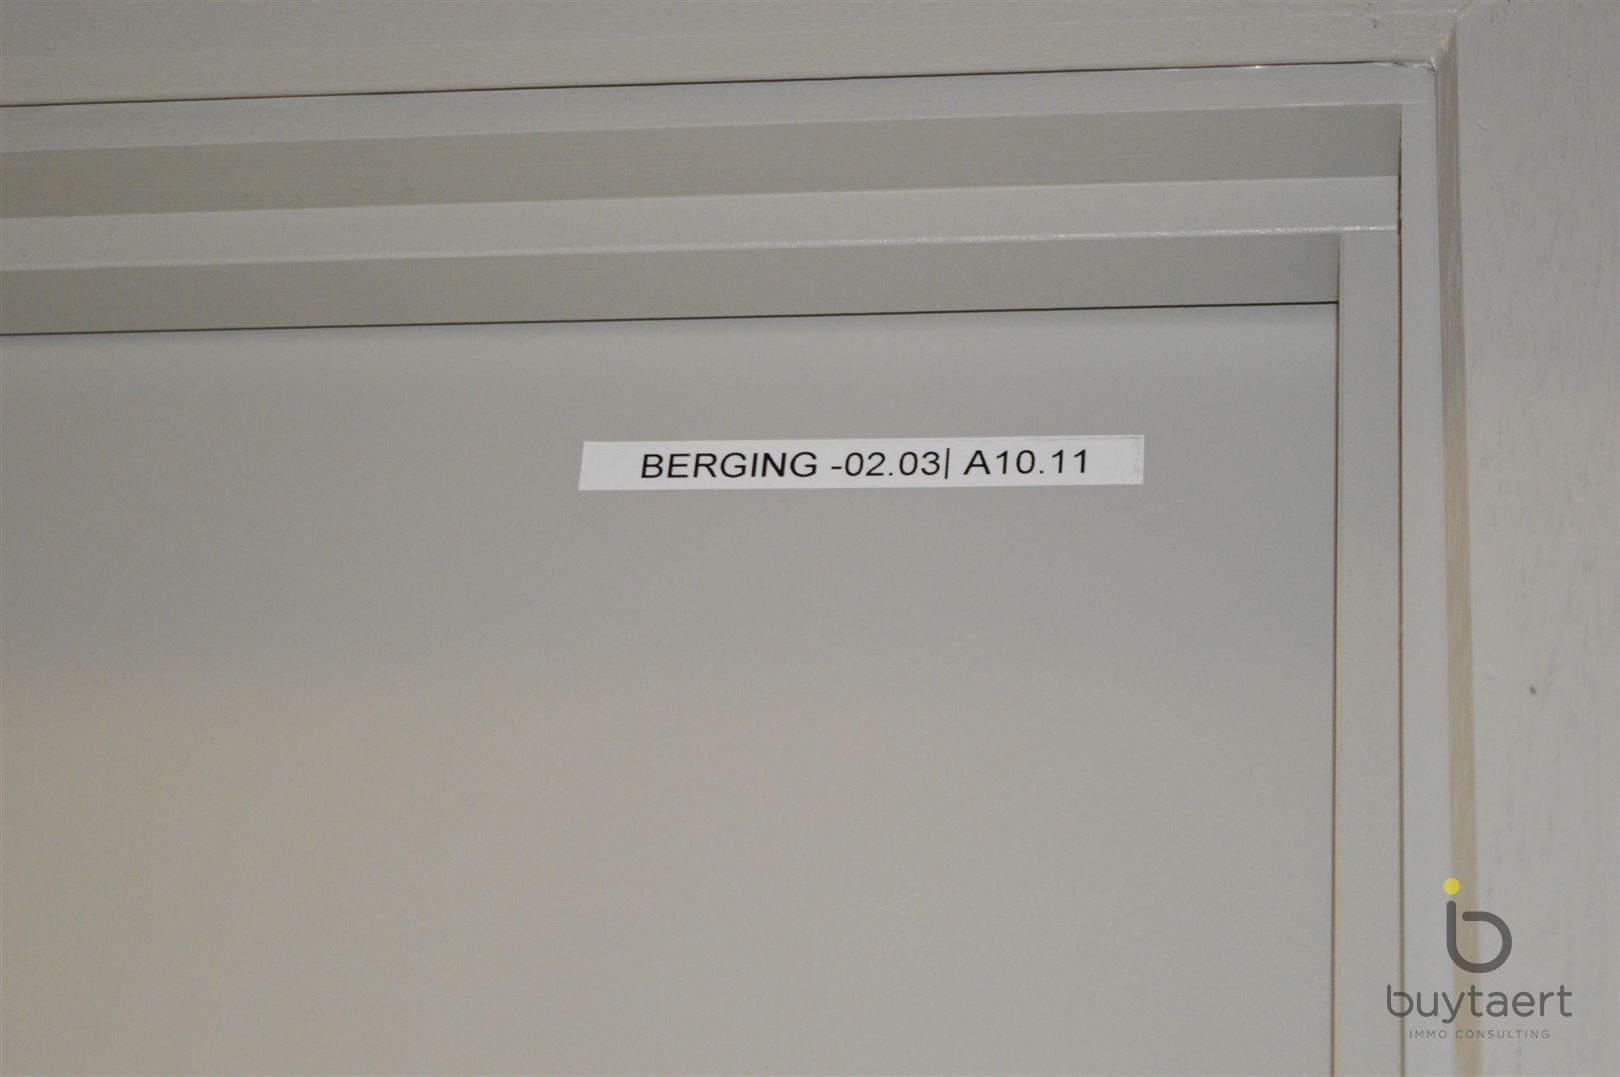 BERGING -02.03| A10.11
buytaert
IMMO CONSULTING